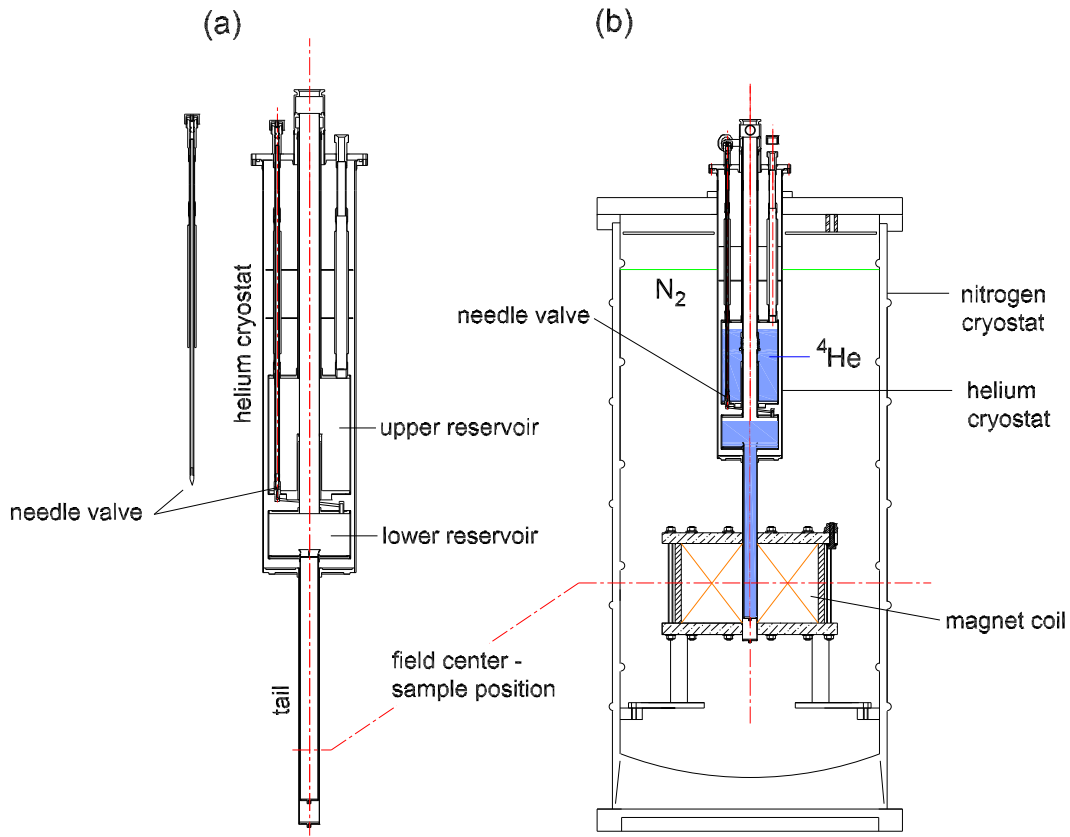 (a)
(b)
helium cryostat
upper reservoir
needle valve
lower reservoir
tail
field center -
sample position
N2
needle valve
4He
nitrogen
cryostat
helium
cryostat
magnet coil